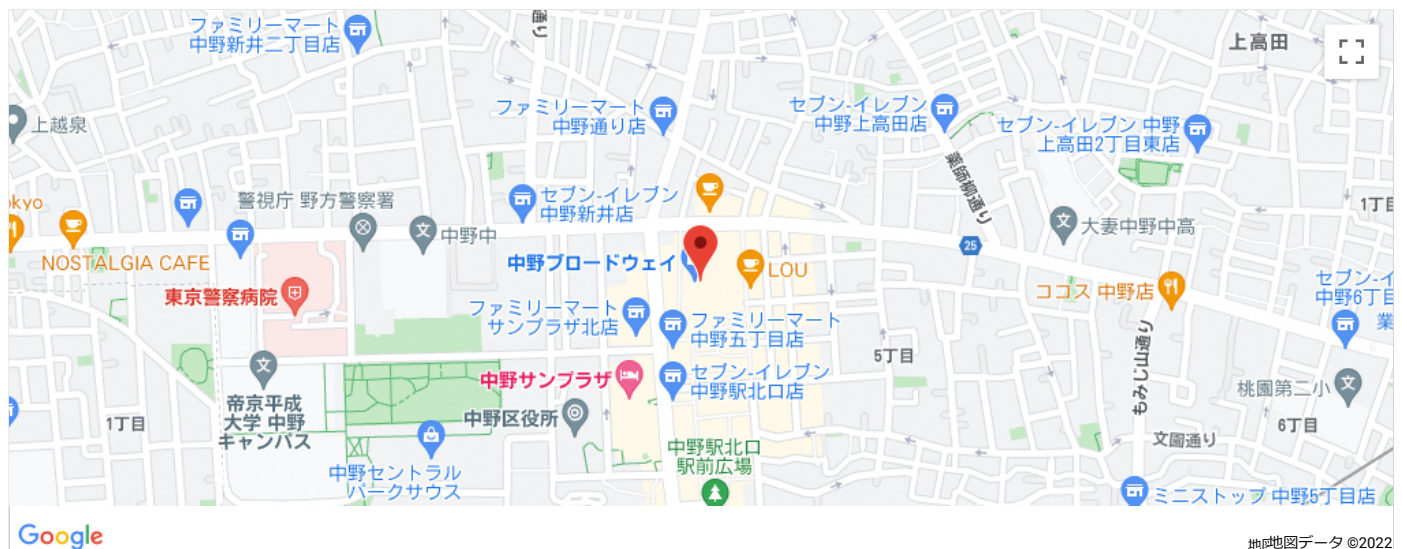 ファミリーマート
中野新井二丁目店
通り
上高田
上越泉
ファミリーマート
中野通り店
セブン-イレブン
中野上高田店
セブン-イレブン 中野
上高田2丁目東店
薬師柳通り
okyo
警視庁 野方警察署
セブン-イレブン
中野新井店
1丁目
中野中
大妻中野中高
25
NOSTALGIA CAFE
中野ブロードウェイ
LOU
東京警察病院
ココス 中野店
セブン-イ
中野6丁目
業
ファミリーマート
サンプラザ北店
ファミリーマート
中野五丁目店
5丁目
もみじ山通り
中野サンプラザ
セブン-イレブン
中野駅北口店
桃園第二小
帝京平成
大学 中野
キャンパス
1丁目
中野区役所
6丁目
文園通り
中野駅北口
駅前広場
中野セントラル
パークサウス
ミニストップ 中野5丁目店
Google
地図データ ©2022